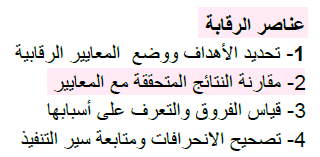 عناصر الرقابة
1- تحديد الأهداف ووضع المعايير الرقابية
2- مقارنة النتائج المتحققة مع المعايير
3- قياس الفروق والتعرف على أسبابها
4- تصحيح الانحرافات ومتابعة سير التنفيذ